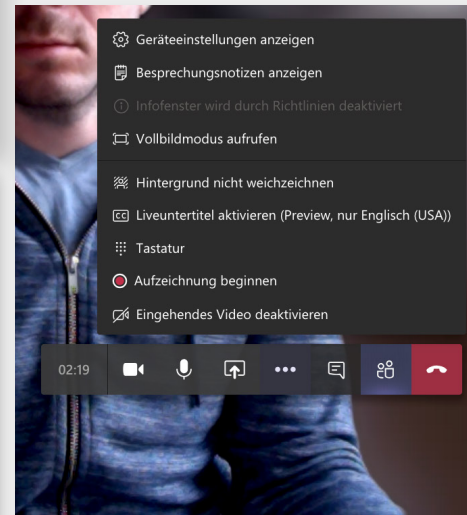 Geräteeinstellungen anzeigen
Besprechungsnotizen anzeigen
Infofenster wird durch Richtlinien deaktiviert
Vollbildmodus aufrufen
Hintergrund nicht weichzeichnen
CC Liveuntertitel aktivieren (Preview, nur Englisch (USA))
Tastatur
Aufzeichnung beginnen
Eingehendes Video deaktivieren
02:19